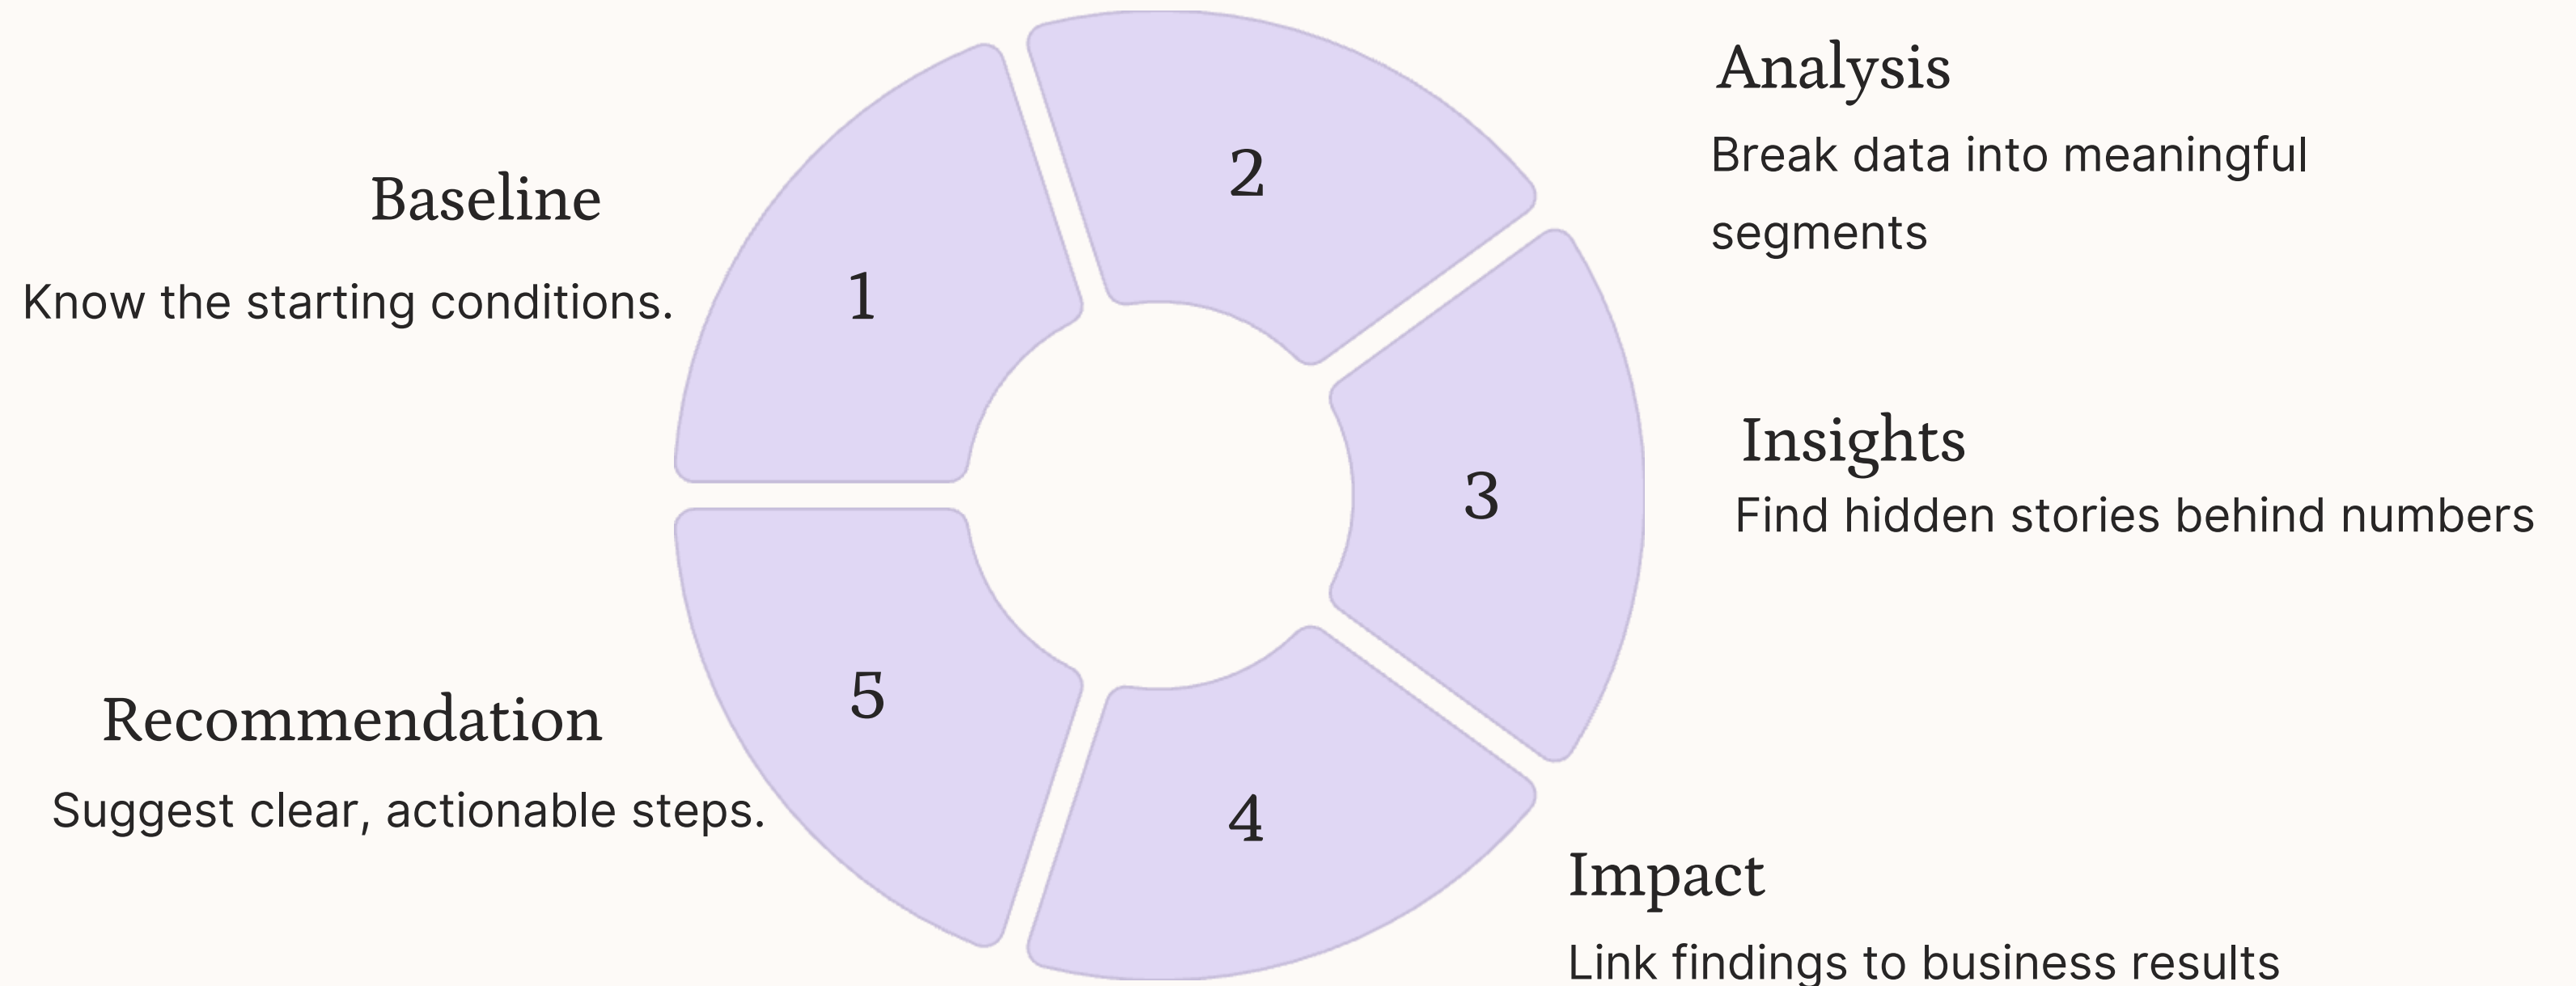 Baseline
Know the starting conditions.
1
2
Analysis
Break data into meaningful
segments
3
Insights
Find hidden stories behind numbers
4
Impact
Link findings to business results
5
Recommendation
Suggest clear, actionable steps.